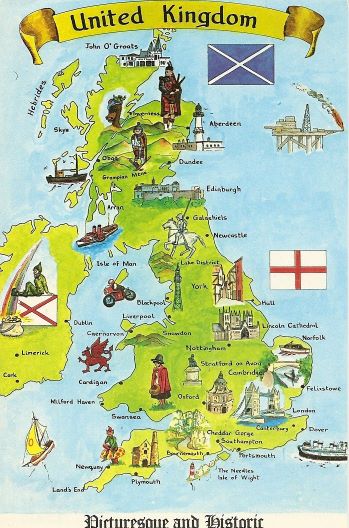 United Kingdom
John O' Groats
Hebrides
Inverness
Skye
Aberdeen
Oban
Dundee
Grampian Mtns
Edinburgh
Arran
Galashiels
Newcastle
Isle of Man
Lake District
York
Blackpool
Hull
Dublin
Liverpool
Lincoln Cathedral
Caernarvon
Snowdon
Norfolk
Limerick
Nottingham
Stratford on Avon
Cambridge
Cork
Cardigan
Felixstowe
Oxford
Milford Haven
London
Swansea
Canterbury
Cheddar Gorge
Dover
Southampton
Bournemouth
Portsmouth
Newquay
The Needles
Isle of Wight
Plymouth
Land's End
Picturesque and Historic